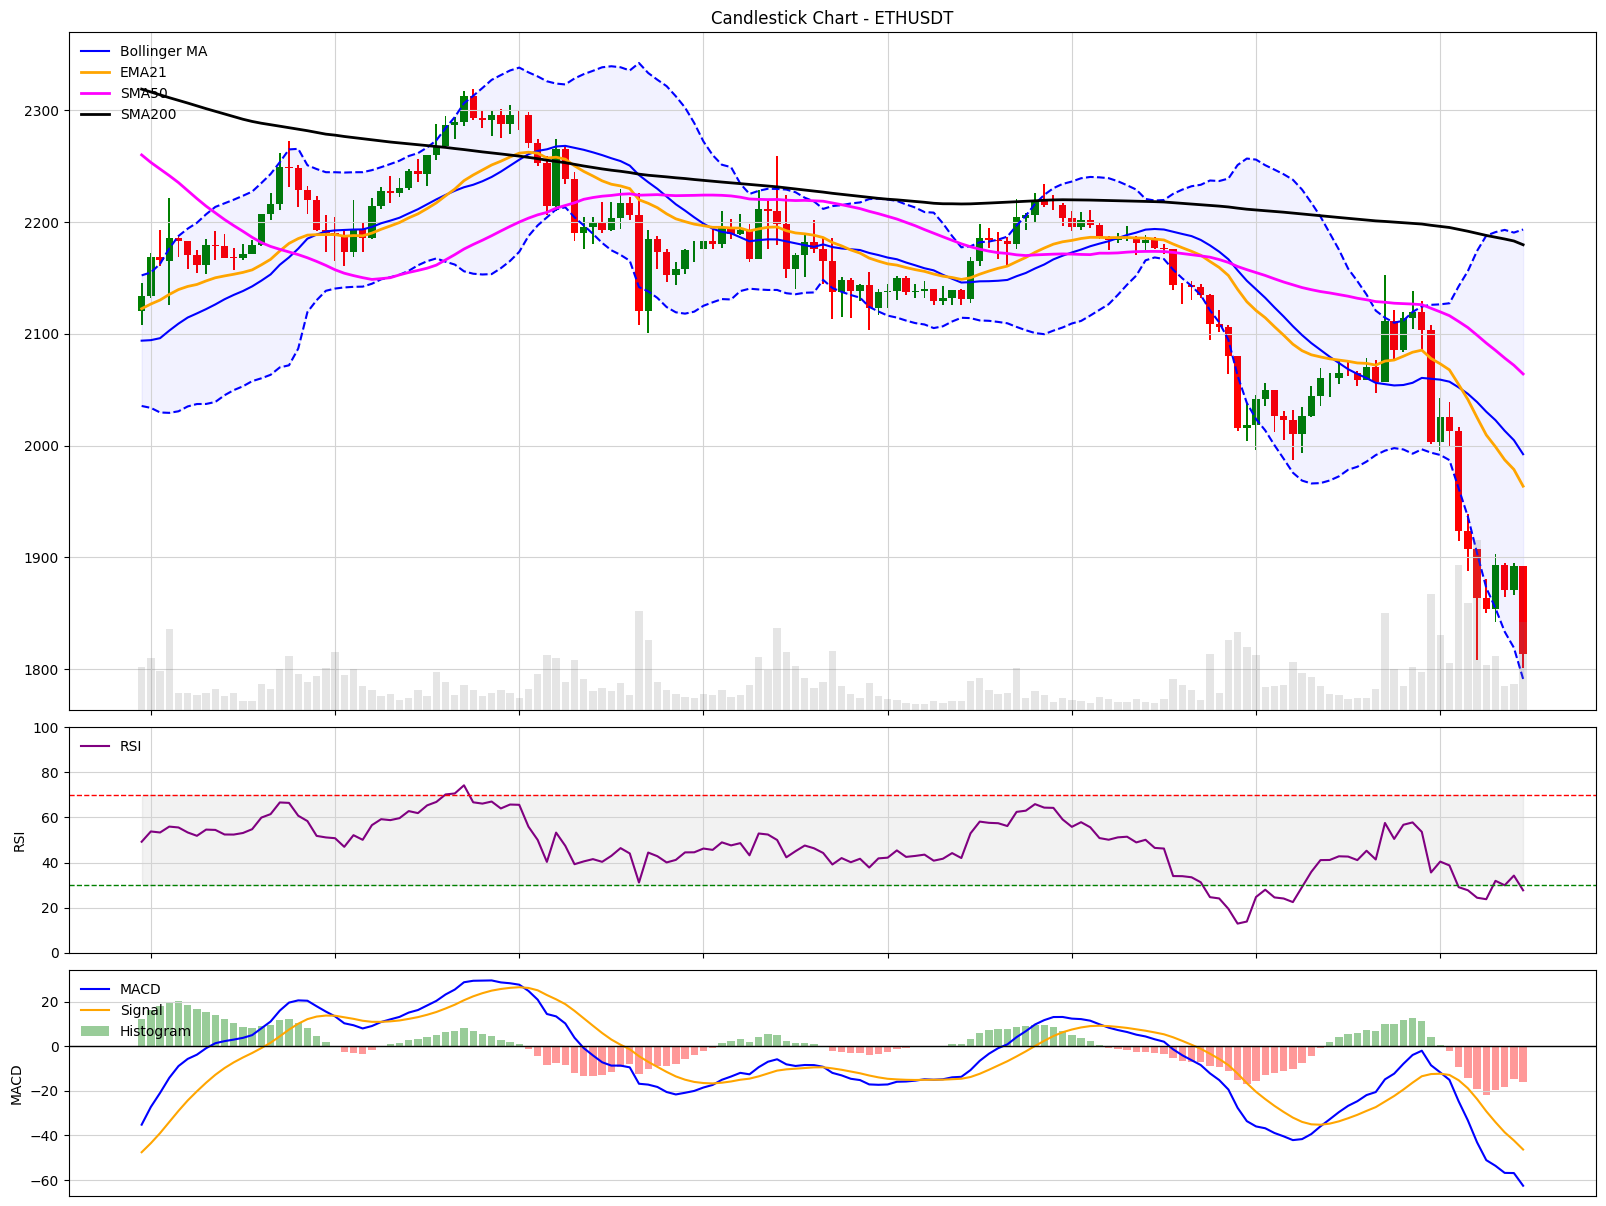 Candlestick Chart - ETHUSDT
Bollinger MA
EMA21
SMA50
SMA200
2300
2200
2100
2000
1900
1800
100
80
60
40
20
0
RSI
RSI
20
0
−20
−40
−60
MACD
MACD
Signal
Histogram